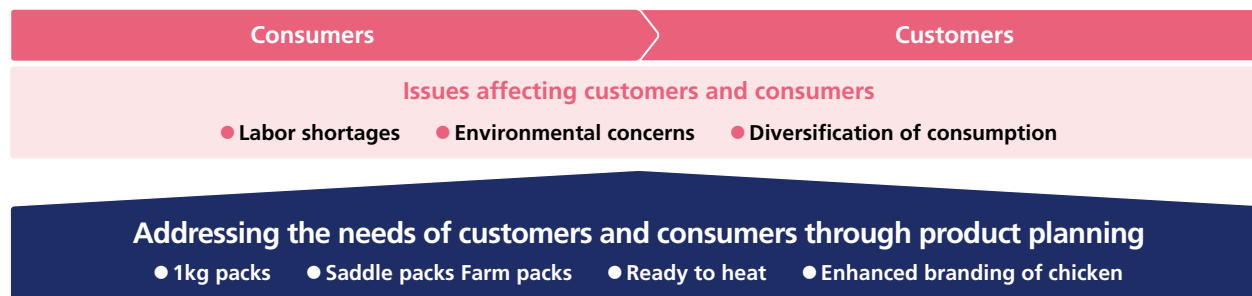 Consumers Customers
Issues affecting customers and consumers
● Labor shortages ● Environmental concerns ● Diversification of consumption
Addressing the needs of customers and consumers through product planning
● 1kg packs ● Saddle packs Farm packs ● Ready to heat ● Enhanced branding of chicken